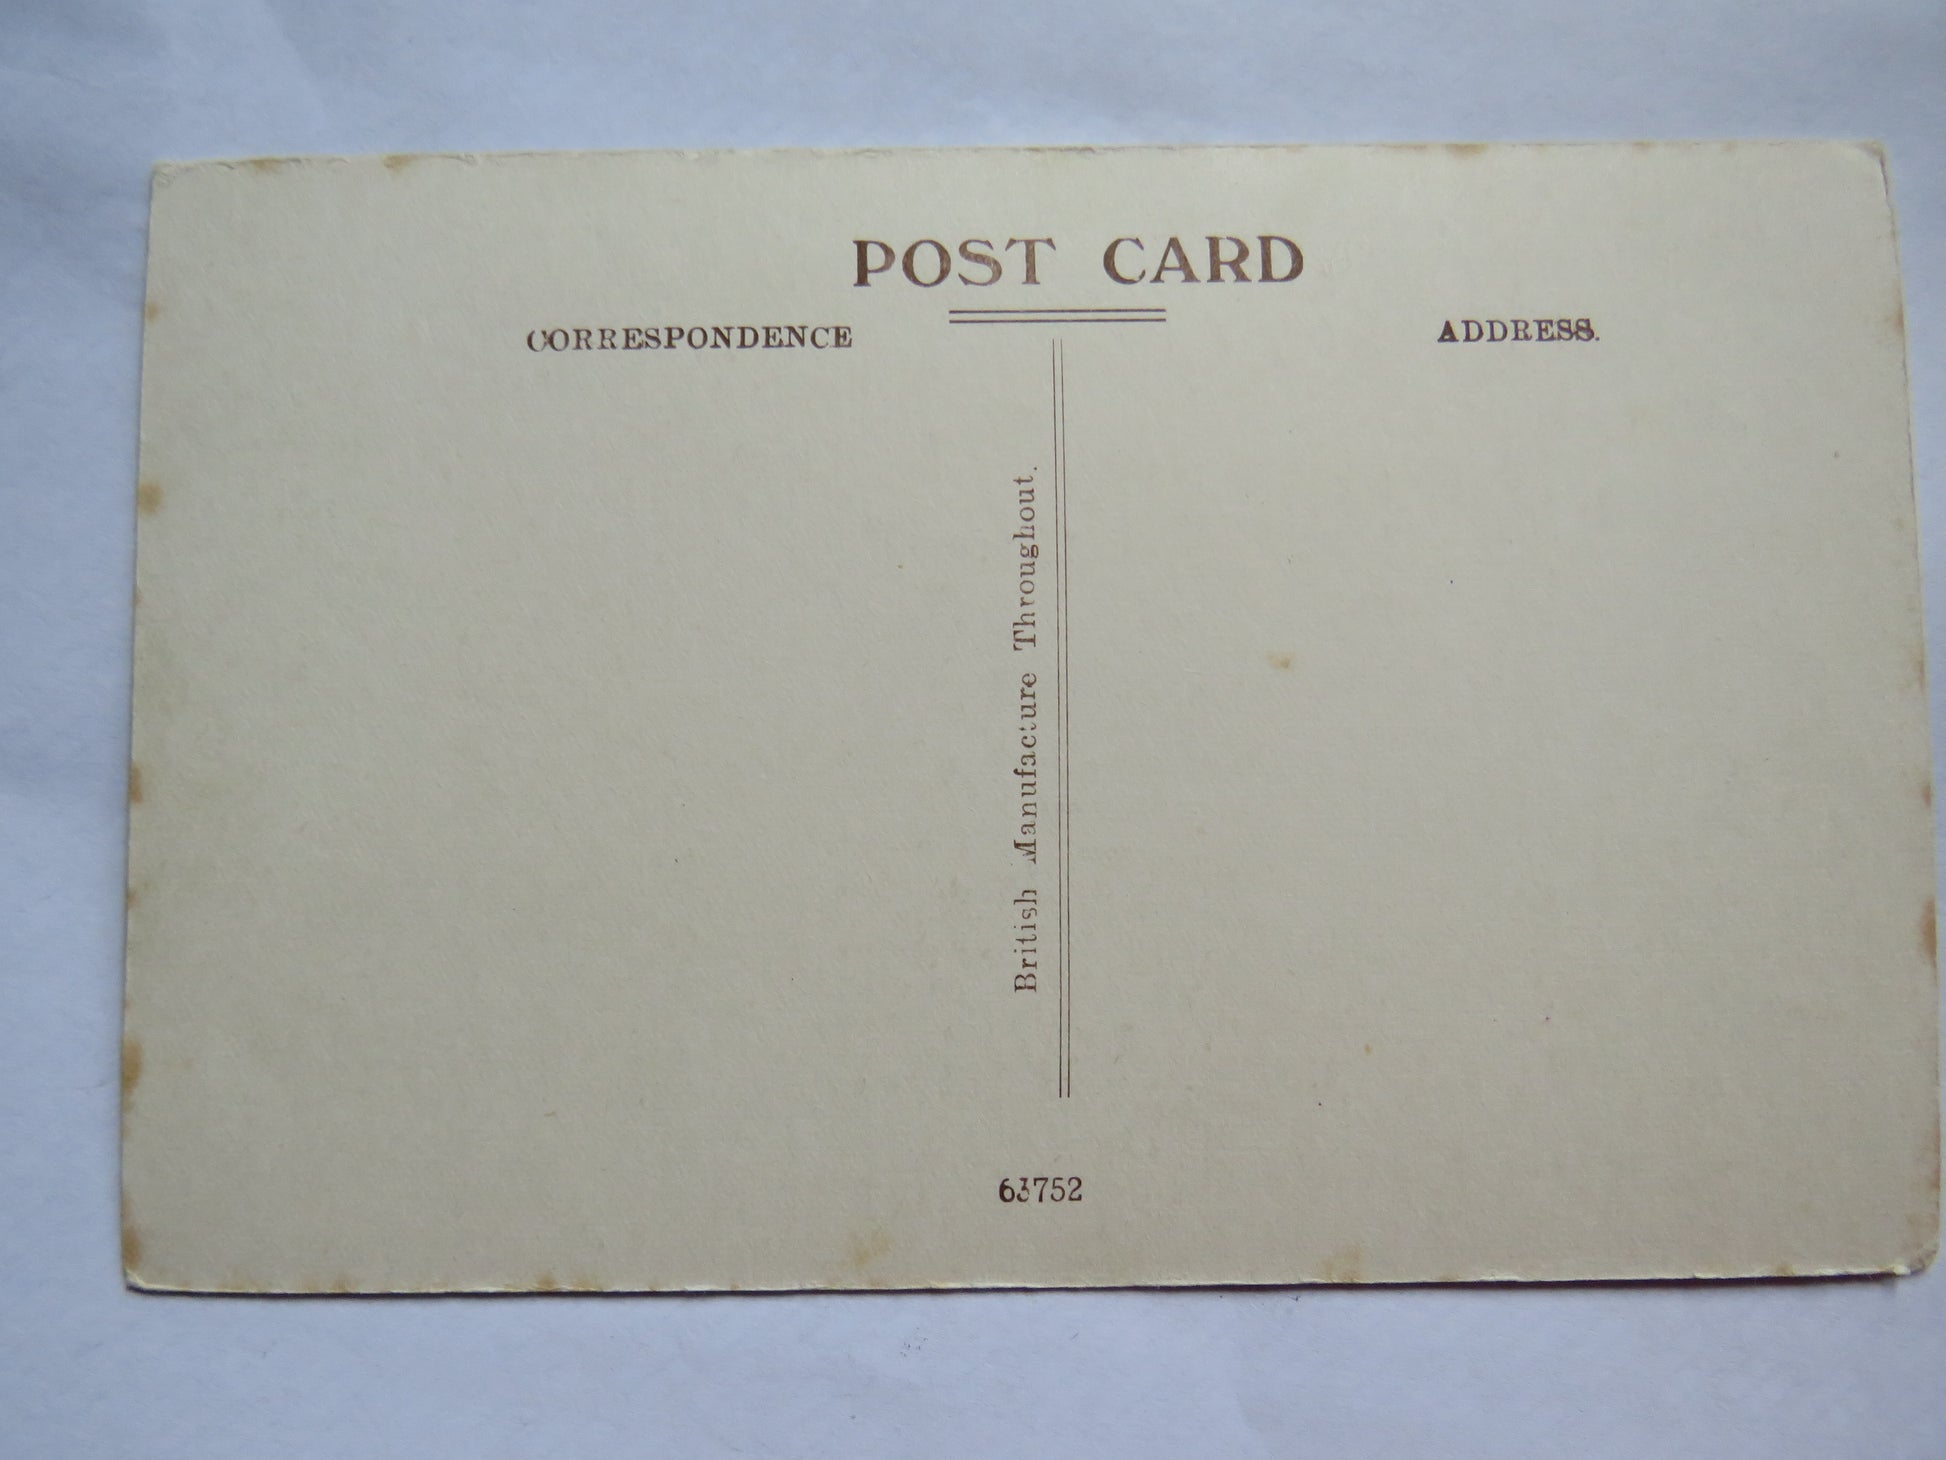 POST CARD
CORRESPONDENCE
ADDRESS.
British Manufacture Throughout.
63752